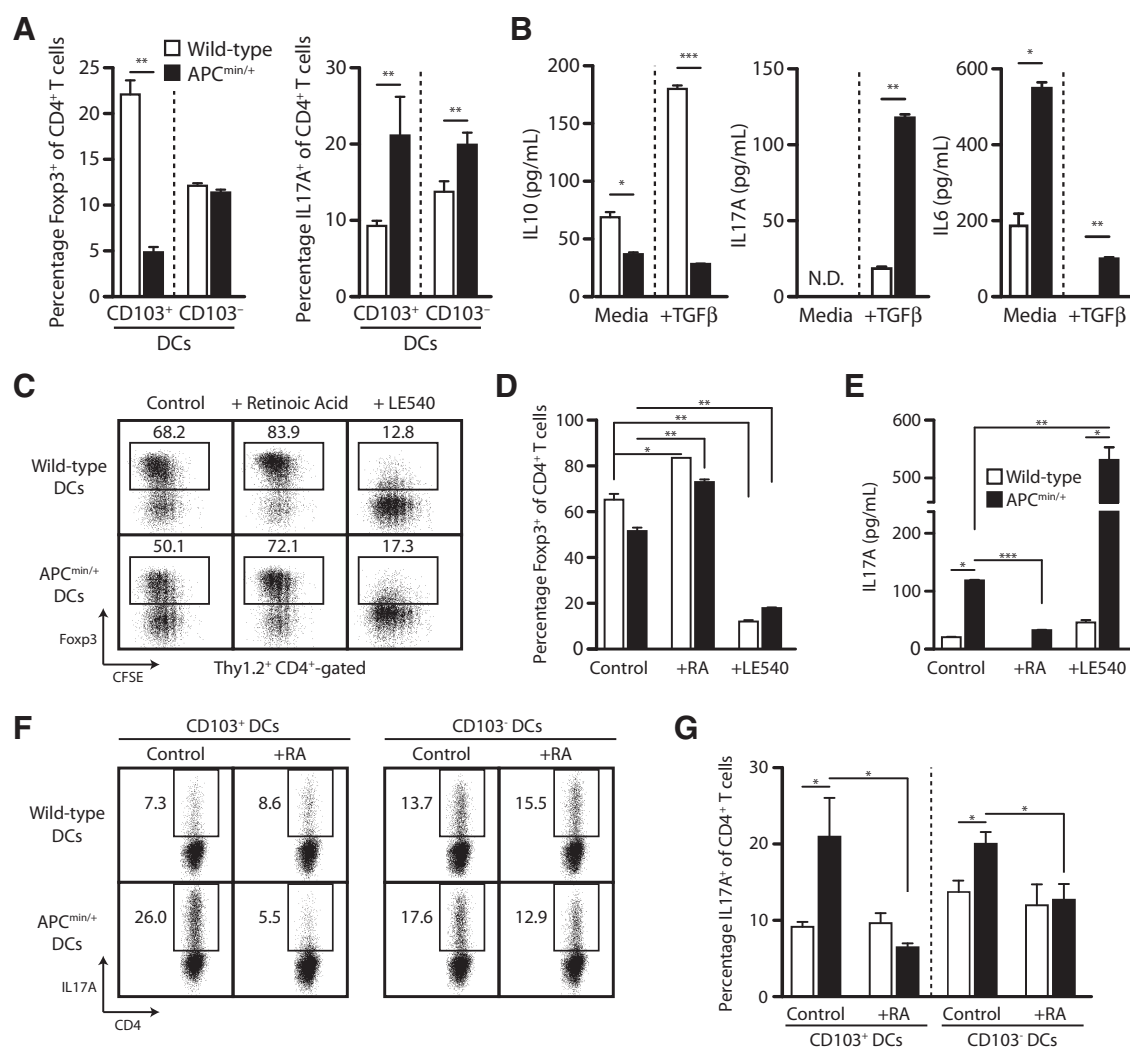 A
Wild-type
APCmin/+
Percentage Foxp3+ of CD4+ T cells
25
20
15
10
5
0
**
CD103+ CD103−
DCs
Percentage IL17A+ of CD4+ T cells
30
20
10
0
**
**
CD103+ CD103−
DCs
B
IL10 (pg/mL)
200
150
100
50
0
*
***
Media +TGFβ
IL17A (pg/mL)
150
100
50
0
N.D.
**
Media +TGFβ
IL6 (pg/mL)
600
400
200
0
*
**
Media +TGFβ
C
Control + Retinoic Acid + LE540
Wild-type
DCs
68.2 83.9 12.8
APCmin/+
DCs
50.1 72.1 17.3
Foxp3
CFSE
Thy1.2+ CD4+-gated
D
Percentage Foxp3+ of CD4+ T cells
100
80
60
40
20
0
**
**
**
*
Control +RA +LE540
E
IL17A (pg/mL)
600
500
200
100
0
Wild-type
APCmin/+
**
*
*
***
Control +RA +LE540
F
CD103+ DCs CD103- DCs
Control +RA Control +RA
Wild-type
DCs
7.3 8.6 13.7 15.5
APCmin/+
DCs
26.0 5.5 17.6 12.9
IL17A
CD4
G
Percentage IL17A+ of CD4+ T cells
30
20
10
0
*
*
*
*
Control +RA Control +RA
CD103+ DCs CD103- DCs